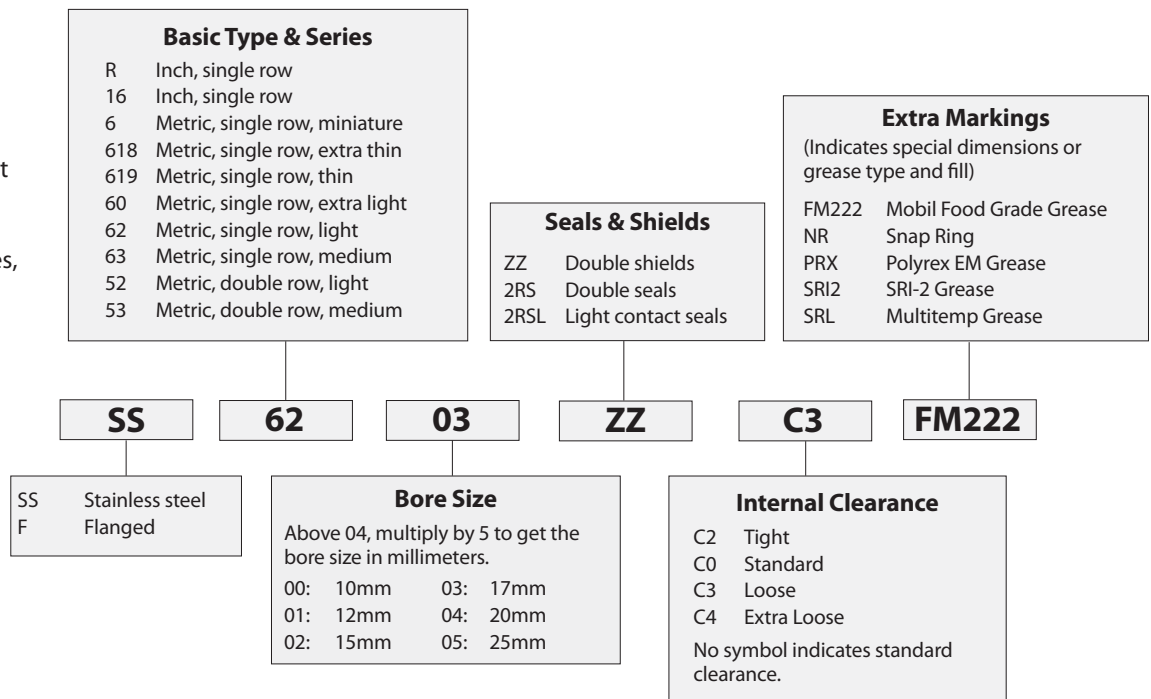 Basic Type & Series
R Inch, single row
16 Inch, single row
6 Metric, single row, miniature
618 Metric, single row, extra thin
619 Metric, single row, thin
60 Metric, single row, extra light
62 Metric, single row, light
63 Metric, single row, medium
52 Metric, double row, light
53 Metric, double row, medium
t
es,
Seals & Shields
ZZ Double shields
2RS Double seals
2RSL Light contact seals
Extra Markings
(Indicates special dimensions or
grease type and fill)
FM222 Mobil Food Grade Grease
NR Snap Ring
PRX Polyrex EM Grease
SRI2 SRI-2 Grease
SRL Multitemp Grease
SS 62 03 ZZ C3 FM222
SS Stainless steel
F Flanged
Bore Size
Above 04, multiply by 5 to get the
bore size in millimeters.
00: 10mm 03: 17mm
01: 12mm 04: 20mm
02: 15mm 05: 25mm
Internal Clearance
C2 Tight
C0 Standard
C3 Loose
C4 Extra Loose
No symbol indicates standard
clearance.